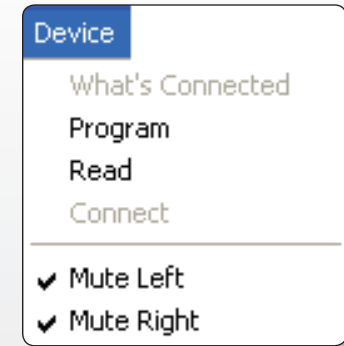 Device
What's Connected
Program
Read
Connect
Mute Left
Mute Right